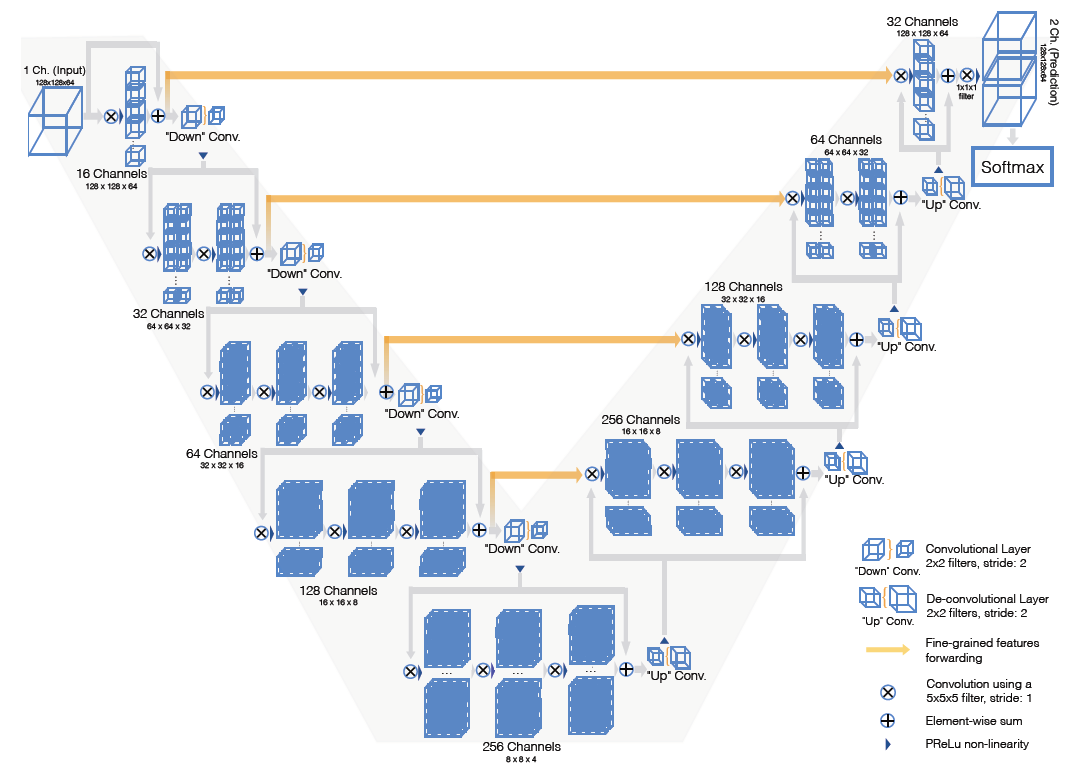 1 Ch. (Input)
128x128x64
"Down" Conv.
16 Channels
128 x 128 x 64
"Down" Conv.
32 Channels
64 x 64 x 32
"Down" Conv.
64 Channels
32 x 32 x 16
"Down" Conv.
128 Channels
16 x 16 x 8
...
...
...
256 Channels
8 x 8 x 4
"Up" Conv.
256 Channels
16 x 16 x 8
"Up" Conv.
128 Channels
32 x 32 x 16
"Up" Conv.
64 Channels
64 x 64 x 32
"Up" Conv.
32 Channels
128 x 128 x 64
1x1x1
filter
2 Ch. (Prediction)
128x128x64
Softmax
"Down" Conv.
Convolutional Layer
2x2 filters, stride: 2
"Up" Conv.
De-convolutional Layer
2x2 filters, stride: 2
Fine-grained features
forwarding
Convolution using a
5x5x5 filter, stride: 1
Element-wise sum
PReLu non-linearity